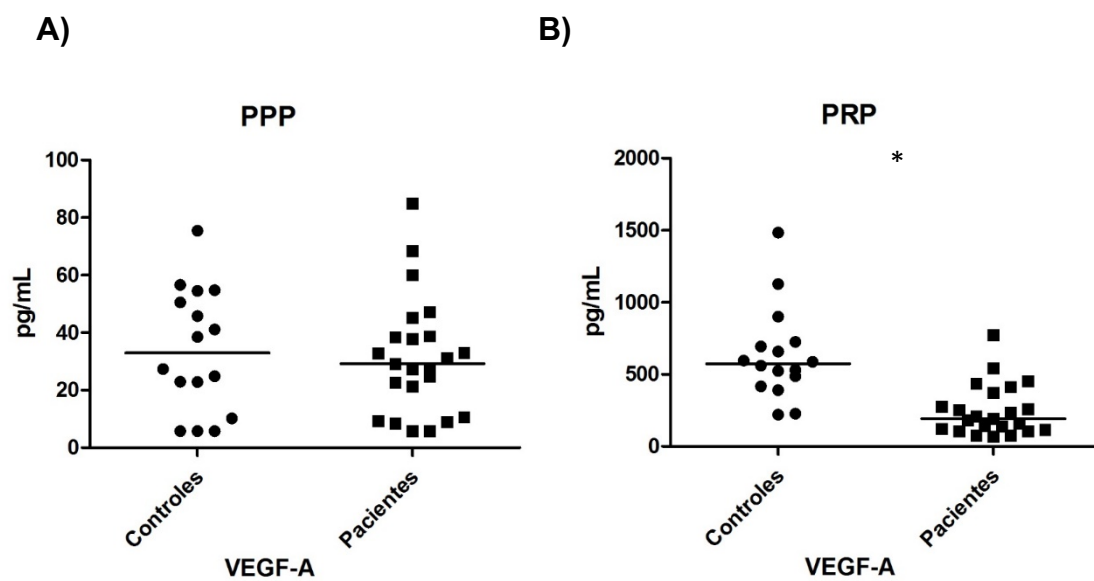 A)
PPP
100
80
60
40
20
0
pg/mL
Controles
Pacientes
VEGF-A
B)
PRP
*
2000
1500
1000
500
0
pg/mL
Controles
Pacientes
VEGF-A